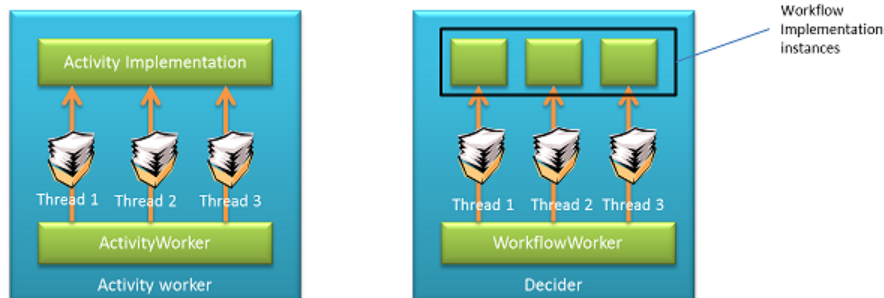 Activity Implementation
Thread 1 Thread 2 Thread 3
ActivityWorker
Activity worker
Workflow
Implementation
instances
Thread 1 Thread 2 Thread 3
WorkflowWorker
Decider